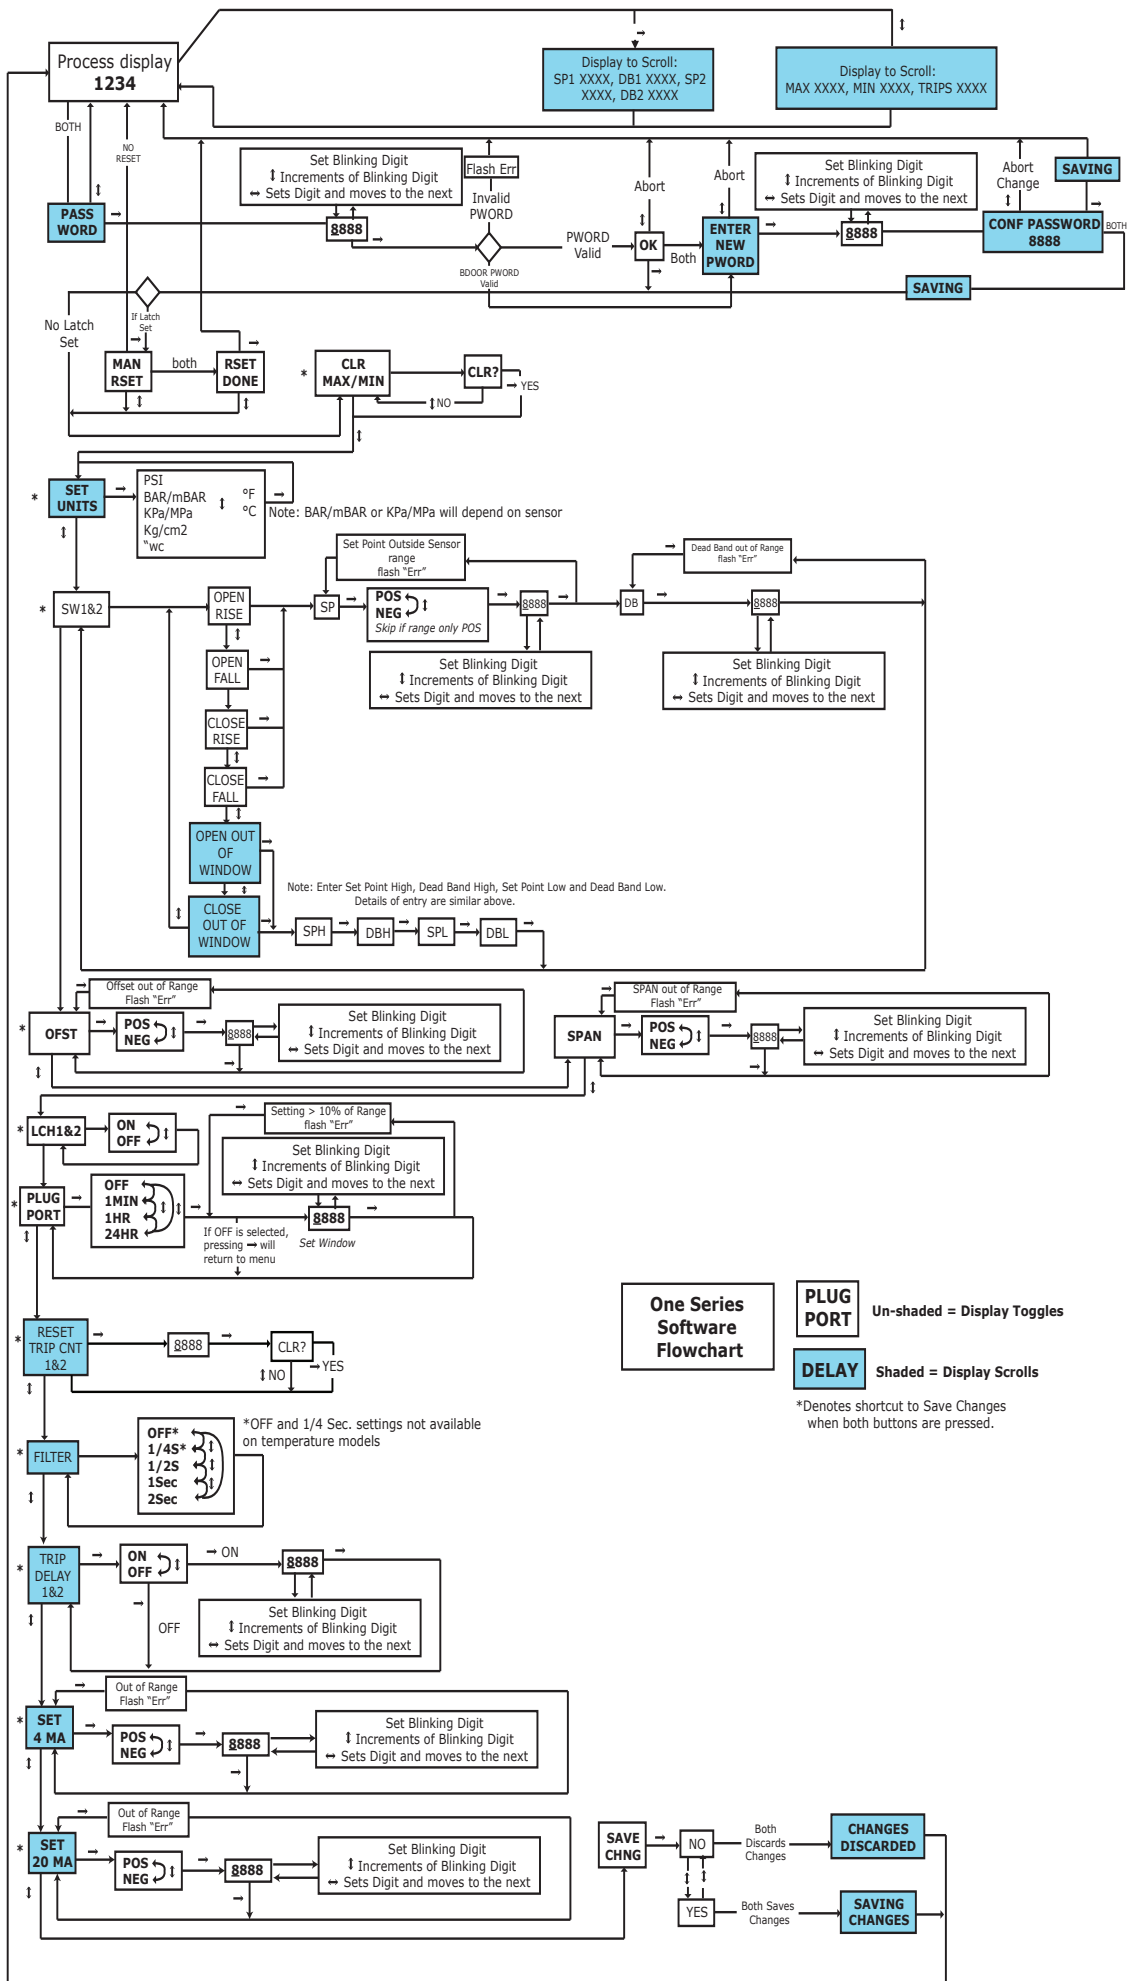 Process display
1234
Display to Scroll:
SP1 XXXX, DB1 XXXX, SP2
XXXX, DB2 XXXX
Display to Scroll:
MAX XXXX, MIN XXXX, TRIPS XXXX
BOTH
NO
RESET
Set Blinking Digit
↕ Increments of Blinking Digit
↔ Sets Digit and moves to the next
Flash Err
Invalid
PWORD
Abort
Abort
Set Blinking Digit
↕ Increments of Blinking Digit
↔ Sets Digit and moves to the next
Abort
Change
SAVING
PASS
WORD
8888
PWORD
Valid
OK
Both
ENTER
NEW
PWORD
8888
CONF PASSWORD
8888
BOTH
BDOOR PWORD
Valid
SAVING
No Latch
Set
If Latch
Set
MAN
RSET
both
RSET
DONE
*
CLR
MAX/MIN
CLR?
YES
NO
*
SET
UNITS
PSI
BAR/mBAR
KPa/MPa
Kg/cm2
"wc
°F
°C
Note: BAR/mBAR or KPa/MPa will depend on sensor
*
SW1&2
OPEN
RISE
Set Point Outside Sensor
range
flash "Err"
SP
POS
NEG
Skip if range only POS
8888
Dead Band out of Range
flash "Err"
DB
8888
Set Blinking Digit
↕ Increments of Blinking Digit
↔ Sets Digit and moves to the next
Set Blinking Digit
↕ Increments of Blinking Digit
↔ Sets Digit and moves to the next
OPEN
FALL
CLOSE
RISE
CLOSE
FALL
OPEN OUT
OF
WINDOW
CLOSE
OUT OF
WINDOW
Note: Enter Set Point High, Dead Band High, Set Point Low and Dead Band Low.
Details of entry are similar above.
SPH
DBH
SPL
DBL
Offset out of Range
Flash "Err"
*
OFST
POS
NEG
8888
Set Blinking Digit
↕ Increments of Blinking Digit
↔ Sets Digit and moves to the next
SPAN out of Range
Flash "Err"
SPAN
POS
NEG
8888
Set Blinking Digit
↕ Increments of Blinking Digit
↔ Sets Digit and moves to the next
*
LCH1&2
ON
OFF
Setting > 10% of Range
flash "Err"
Set Blinking Digit
↕ Increments of Blinking Digit
↔ Sets Digit and moves to the next
*
PLUG
PORT
OFF
1MIN
1HR
24HR
If OFF is selected,
pressing → will
return to menu
8888
Set Window
One Series
Software
Flowchart
PLUG
PORT
Un-shaded = Display Toggles
DELAY
Shaded = Display Scrolls
*Denotes shortcut to Save Changes
when both buttons are pressed.
*
RESET
TRIP CNT
1&2
8888
CLR?
YES
NO
*
FILTER
OFF*
1/4S*
1/2S
1Sec
2Sec
*OFF and 1/4 Sec. settings not available
on temperature models
*
TRIP
DELAY
1&2
ON
OFF
→ ON
8888
OFF
Set Blinking Digit
↕ Increments of Blinking Digit
↔ Sets Digit and moves to the next
Out of Range
Flash "Err"
*
SET
4 MA
POS
NEG
8888
Set Blinking Digit
↕ Increments of Blinking Digit
↔ Sets Digit and moves to the next
Out of Range
Flash "Err"
*
SET
20 MA
POS
NEG
8888
Set Blinking Digit
↕ Increments of Blinking Digit
↔ Sets Digit and moves to the next
SAVE
CHNG
NO
Both
Discards
Changes
CHANGES
DISCARDED
YES
Both Saves
Changes
SAVING
CHANGES